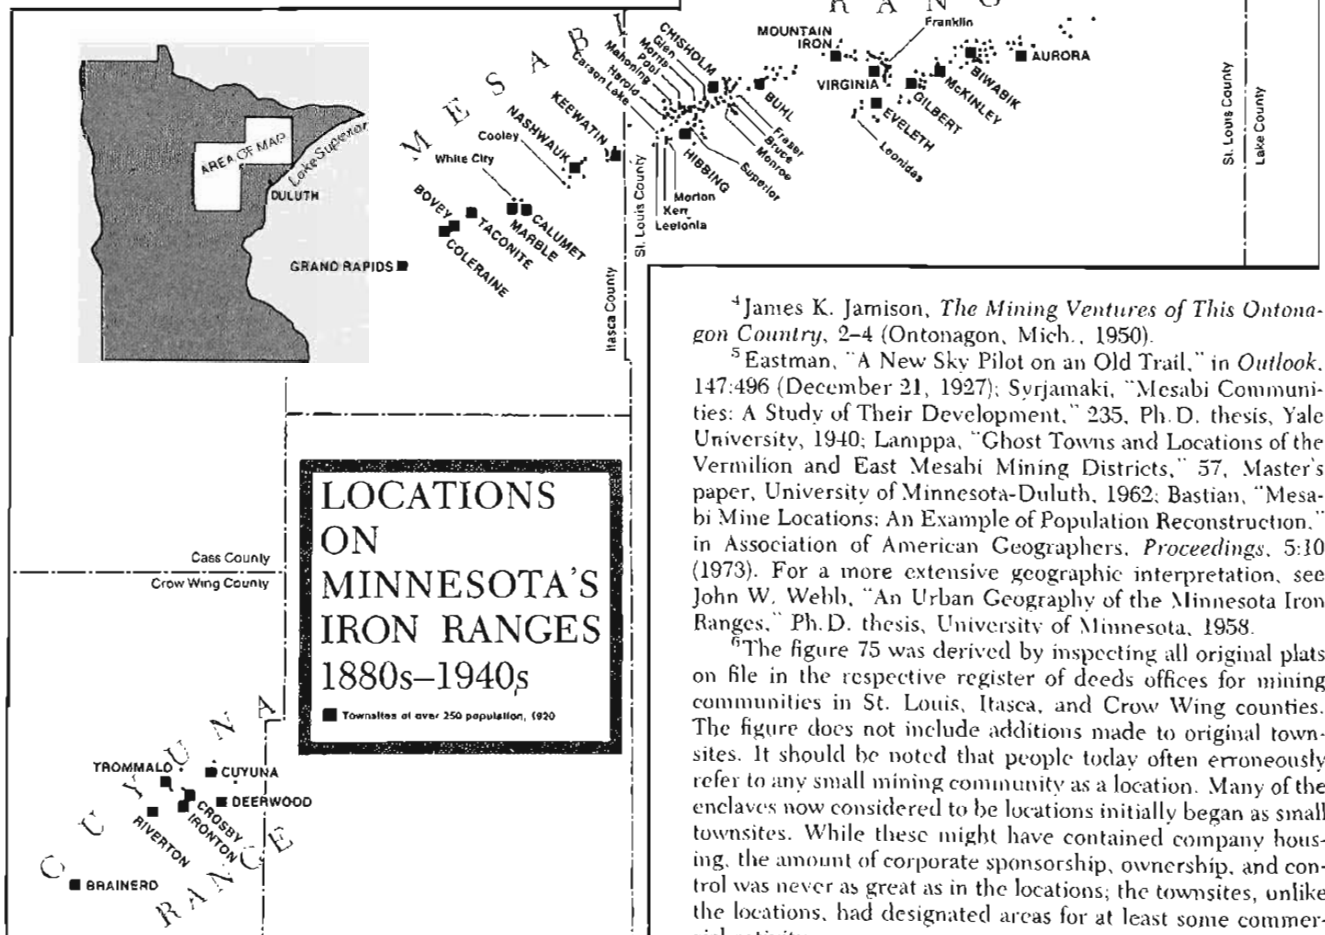 R A N G
MESABI
Franklin
MOUNTAIN
IRON
VIRGINIA
EVELETH
Leonidas
GILBERT
McKINLEY
BIWABIK
AURORA
St. Louis County
Lake County
CHISHOLM
Glen
Morris
Pool
Mahoning
Harold
Carson Lake
BUHL
Fraser
Bruce
Monroe
Superior
HIBBING
Morton
Kerr
Leetonia
KEEWATIN
NASHWAUK
Cooley
White City
CALUMET
MARBLE
TACONITE
BOVEY
COLERAINE
GRAND RAPIDS
St. Louis County
Itasca County
AREA OF MAP
Lake Superior
DULUTH
LOCATIONS
ON
MINNESOTA'S
IRON RANGES
1880s–1940s
Townsites of over 250 population, 1920
Cass County
Crow Wing County
CUYUNA
RANGE
TROMMALD
CUYUNA
DEERWOOD
CROSBY
IRONTON
RIVERTON
BRAINERD
4 James K. Jamison, The Mining Ventures of This Ontona-
gon Country, 2–4 (Ontonagon, Mich., 1950).
5 Eastman, "A New Sky Pilot on an Old Trail," in Outlook,
147:496 (December 21, 1927); Syrjamaki, "Mesabi Communi-
ties: A Study of Their Development," 235, Ph.D. thesis, Yale
University, 1940; Lamppa, "Ghost Towns and Locations of the
Vermilion and East Mesabi Mining Districts," 57, Master's
paper, University of Minnesota-Duluth, 1962; Bastian, "Mesa-
bi Mine Locations: An Example of Population Reconstruction,"
in Association of American Geographers, Proceedings, 5:10
(1973). For a more extensive geographic interpretation, see
John W. Webb, "An Urban Geography of the Minnesota Iron
Ranges," Ph.D. thesis, University of Minnesota, 1958.
6 The figure 75 was derived by inspecting all original plats
on file in the respective register of deeds offices for mining
communities in St. Louis, Itasca, and Crow Wing counties.
The figure does not include additions made to original town-
sites. It should be noted that people today often erroneously
refer to any small mining community as a location. Many of the
enclaves now considered to be locations initially began as small
townsites. While these might have contained company hous-
ing, the amount of corporate sponsorship, ownership, and con-
trol was never as great as in the locations; the townsites, unlike
the locations, had designated areas for at least some commer-